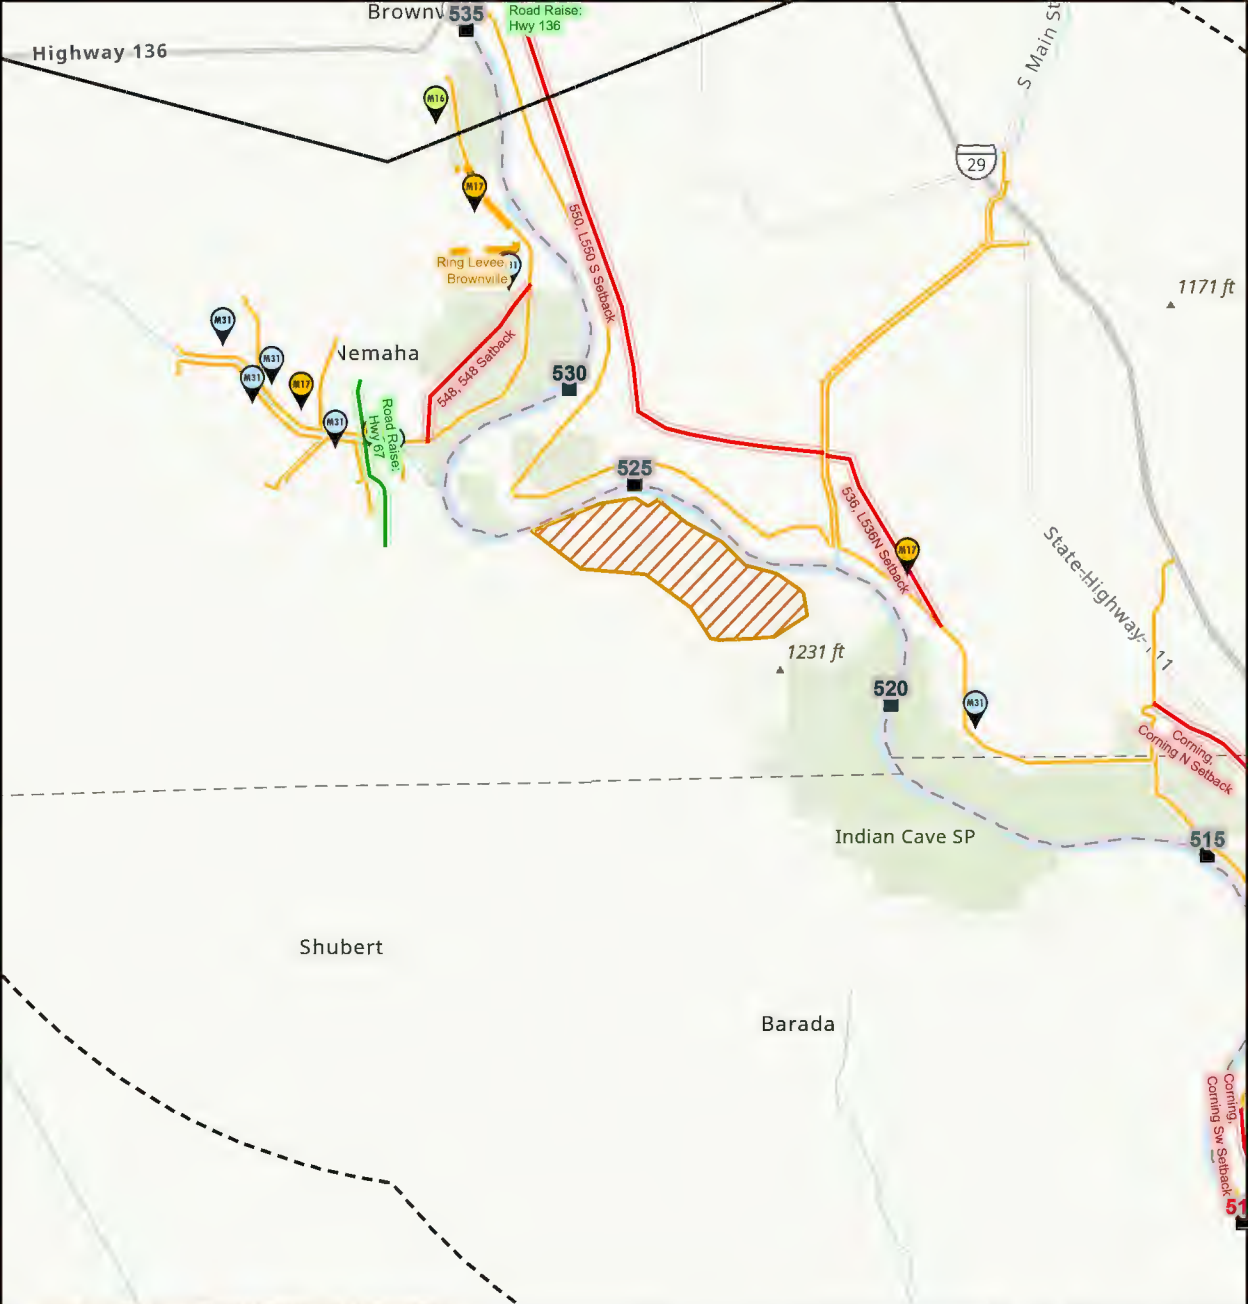 Brownv
535
Road Raise:
Hwy 136
Highway 136
S Main St
M16
29
M17
550, L550 S Setback
Ring Levee,
Brownville
31
1171 ft
M31
M31
M31
M17
M31
Nemaha
548, 548 Setback
530
Road Raise:
Hwy 67
525
536, L536N Setback
M17
State Highway 111
1231 ft
520
M31
Corning,
Corning N Setback
Indian Cave SP
515
Shubert
Barada
Corning,
Corning Sw Setback
51